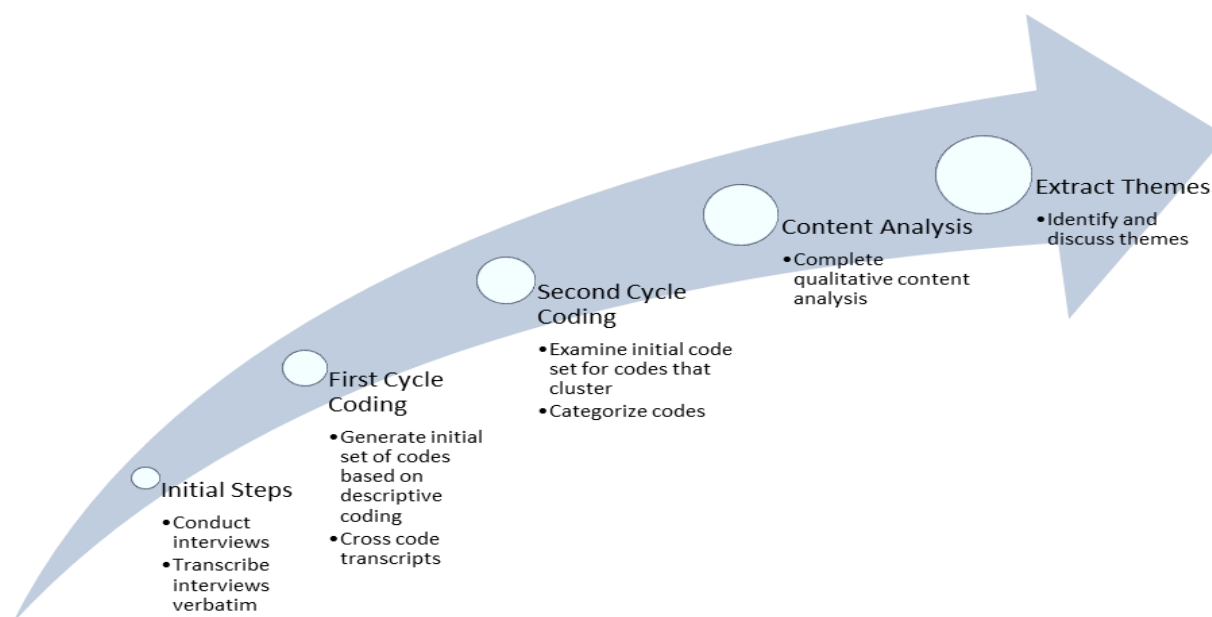 Initial Steps
•Conduct
interviews
•Transcribe
interviews
verbatim
First Cycle
Coding
•Generate initial
set of codes
based on
descriptive
coding
•Cross code
transcripts
Second Cycle
Coding
•Examine initial code
set for codes that
cluster
•Categorize codes
Content Analysis
•Complete
qualitative content
analysis
Extract Themes
•Identify and
discuss themes